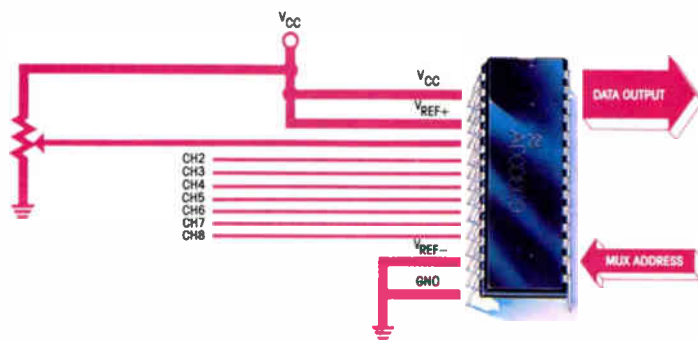 VCC
VCC
VREF+
DATA OUTPUT
CH2
CH3
CH4
CH5
CH6
CH7
CH8
VREF-
MUX ADDRESS
GND